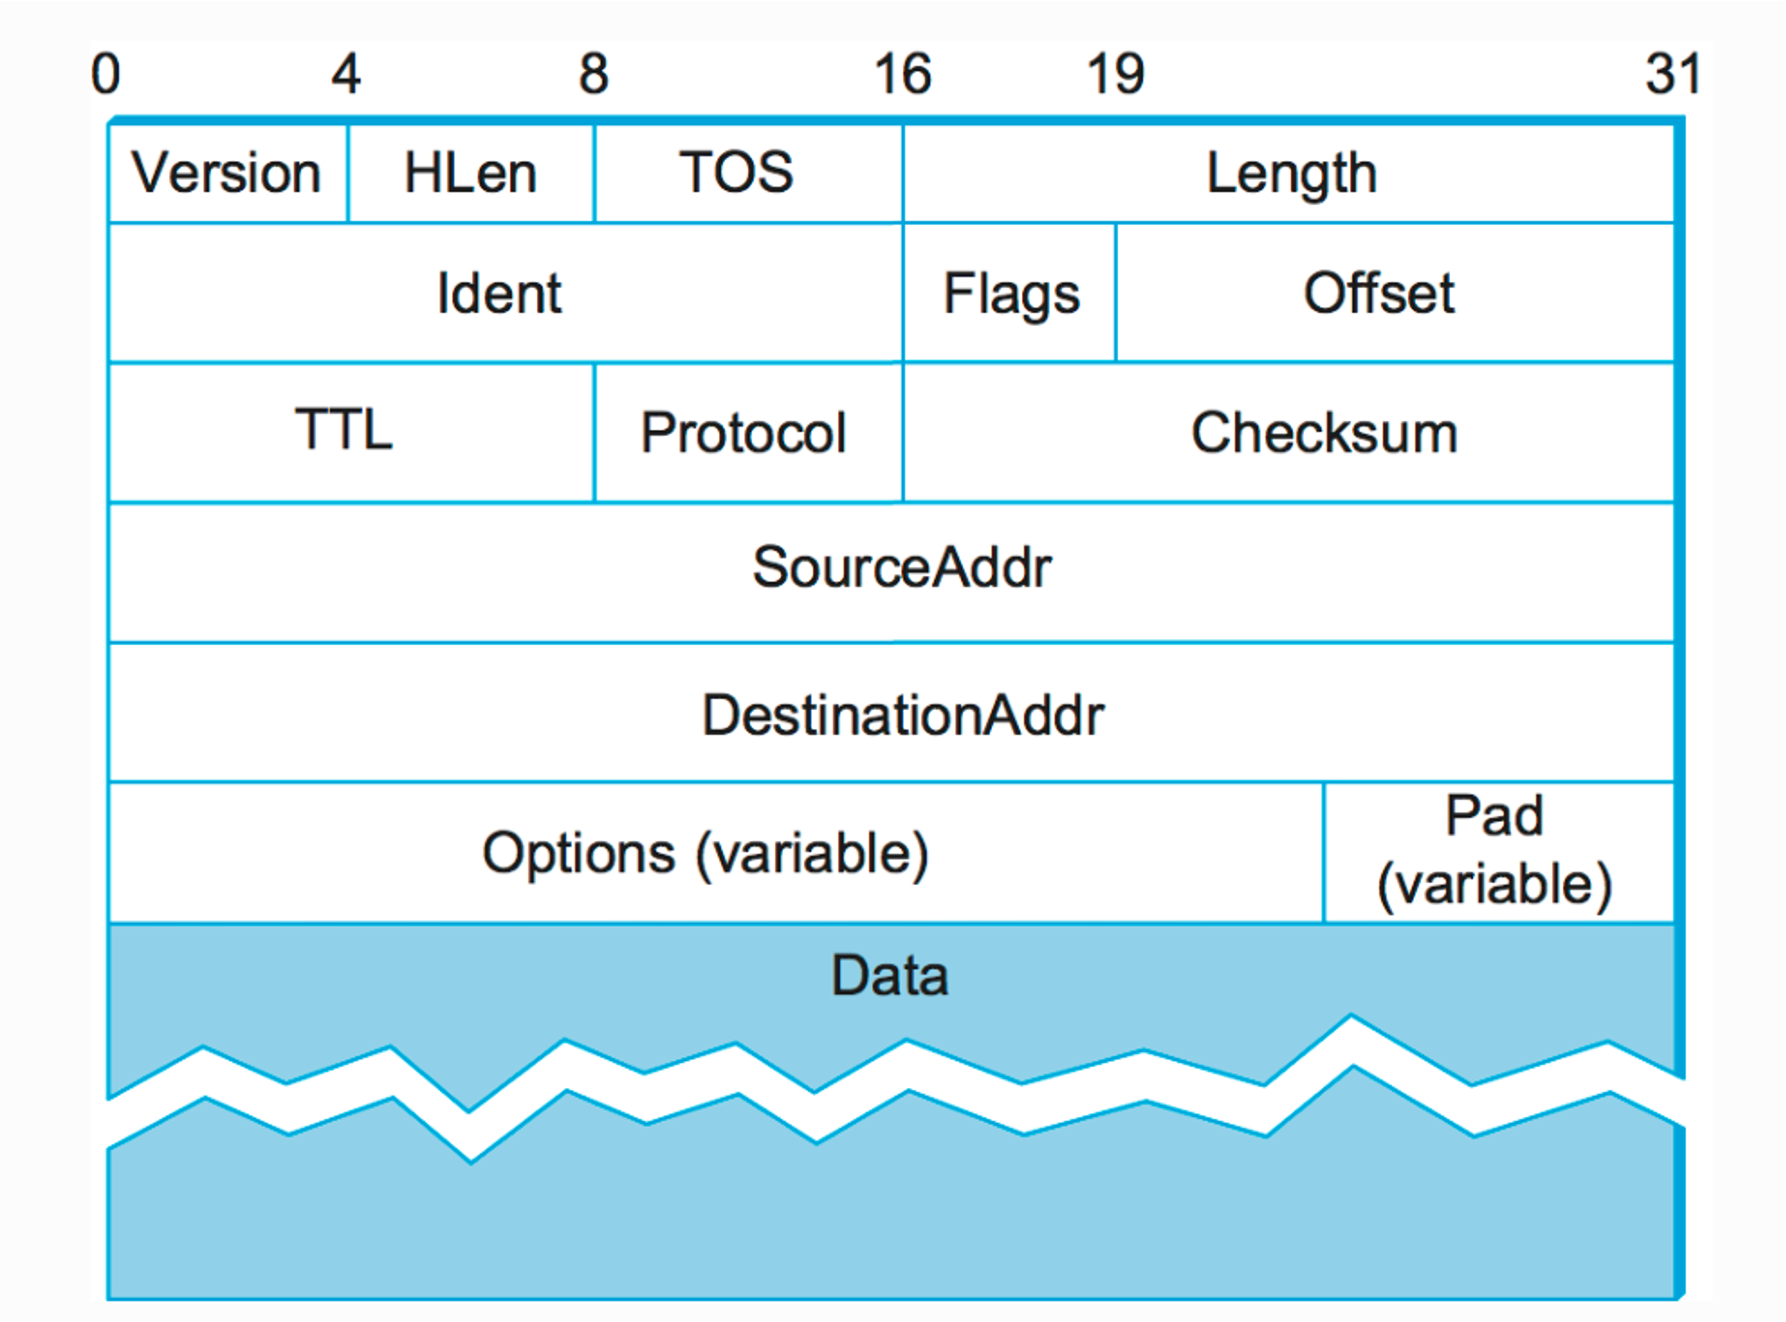 0 4 8 16 19 31
Version HLen TOS Length
Ident Flags Offset
TTL Protocol Checksum
SourceAddr
DestinationAddr
Options (variable) Pad
(variable)
Data